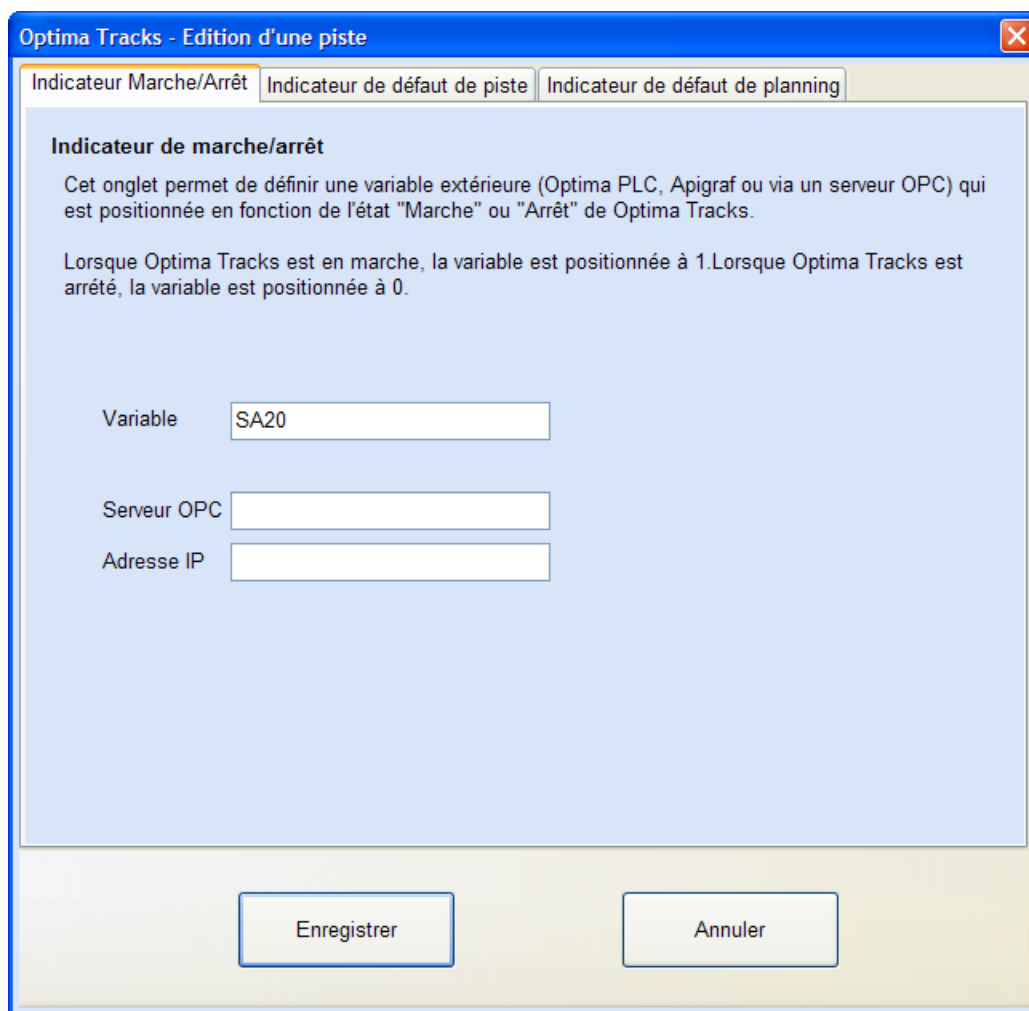 Optima Tracks - Edition d'une piste
Indicateur Marche/Arrêt
Indicateur de défaut de piste
Indicateur de défaut de planning
Indicateur de marche/arrêt
Cet onglet permet de définir une variable extérieure (Optima PLC, Apigraf ou via un serveur OPC) qui
est positionnée en fonction de l'état "Marche" ou "Arrêt" de Optima Tracks.
Lorsque Optima Tracks est en marche, la variable est positionnée à 1.Lorsque Optima Tracks est
arrété, la variable est positionnée à 0.
Variable SA20
Serveur OPC
Adresse IP
Enregistrer Annuler